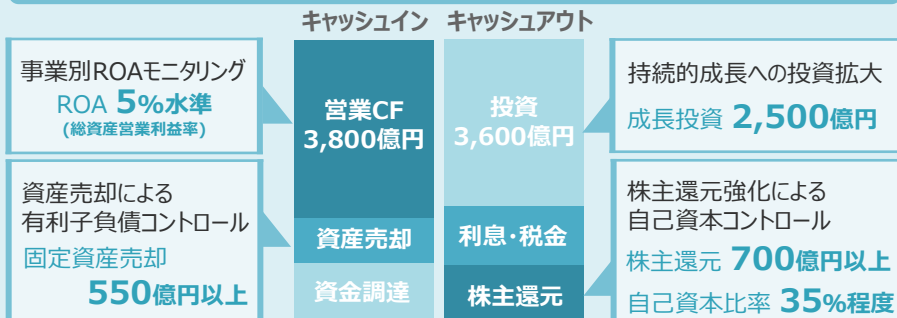 キャッシュイン キャッシュアウト
事業別ROAモニタリング
ROA 5%水準
(総資産営業利益率)
営業CF
3,800億円
投資
3,600億円
持続的成長への投資拡大
成長投資 2,500億円
資産売却による
有利子負債コントロール
固定資産売却
550億円以上
資産売却
資金調達
利息・税金
株主還元
株主還元強化による
自己資本コントロール
株主還元 700億円以上
自己資本比率 35%程度